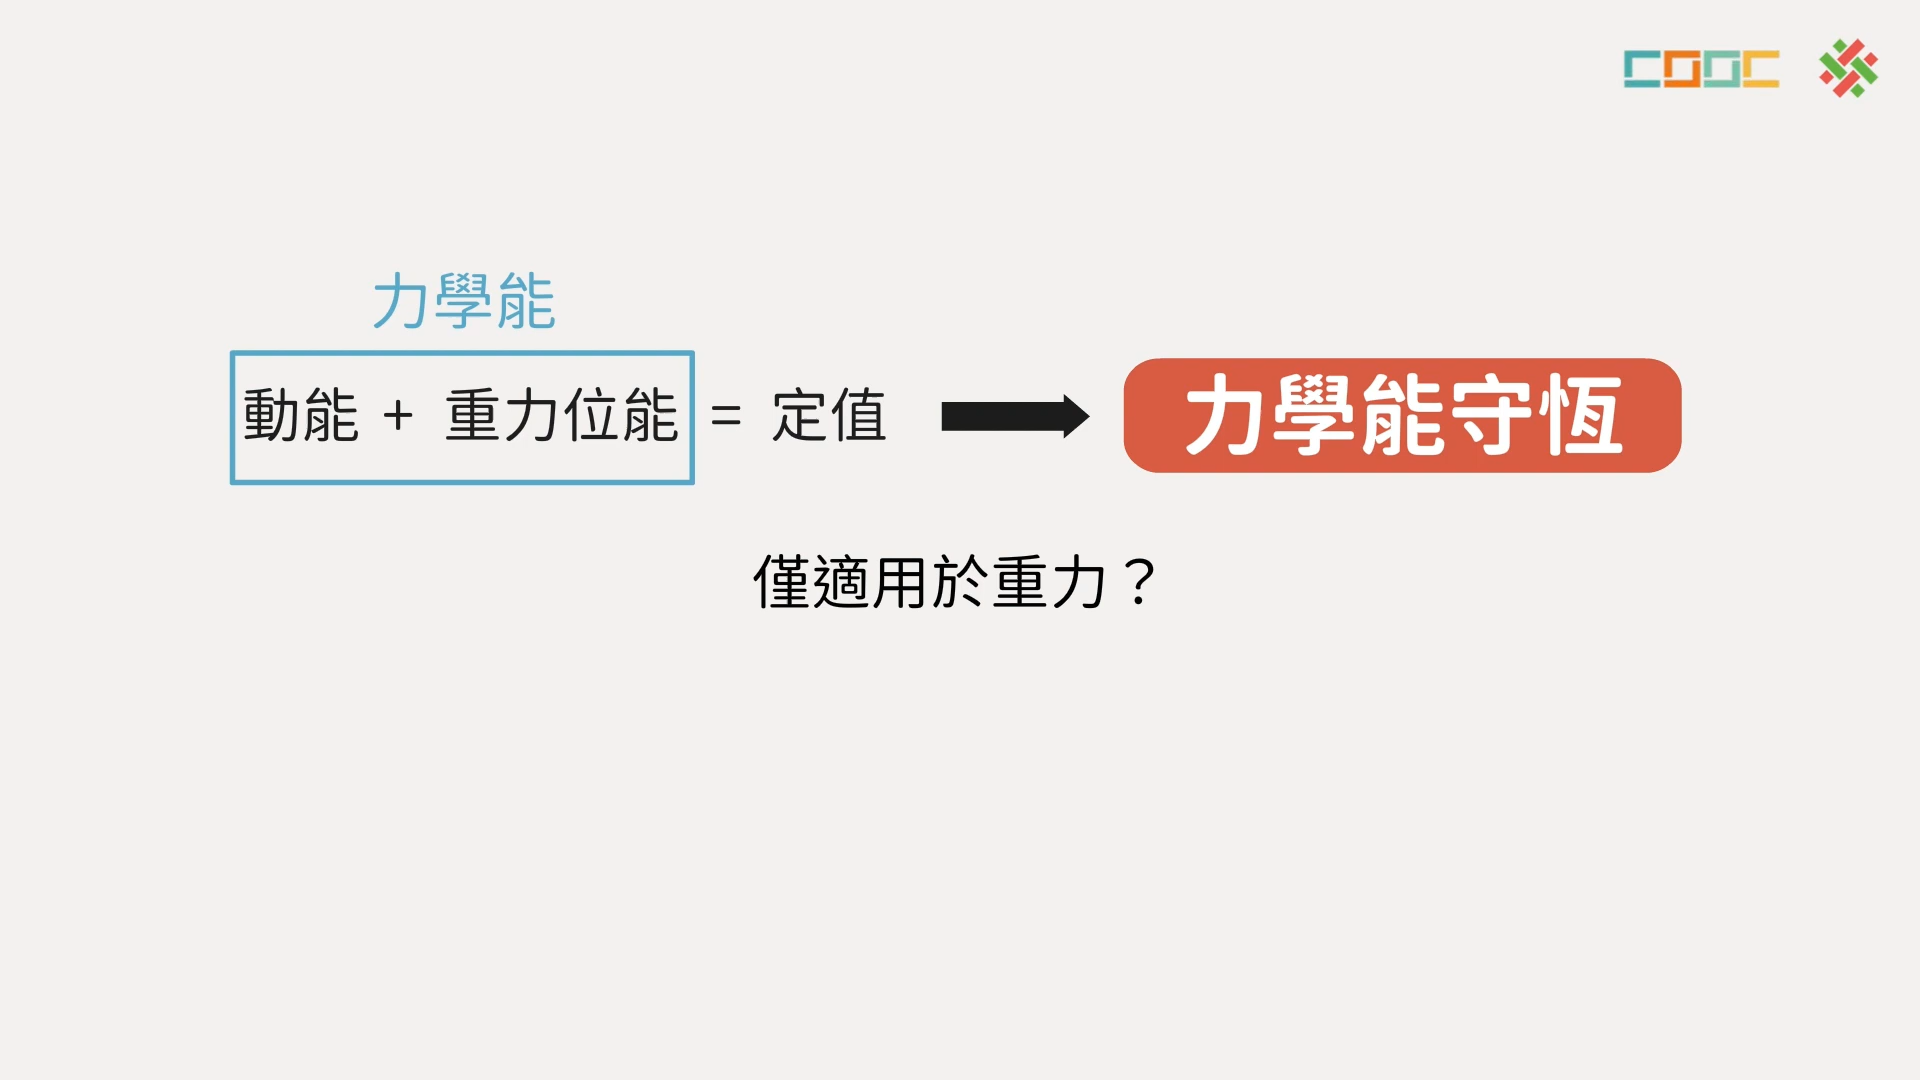 COOC
力學能
動能 + 重力位能 = 定值
力學能守恆
僅適用於重力？